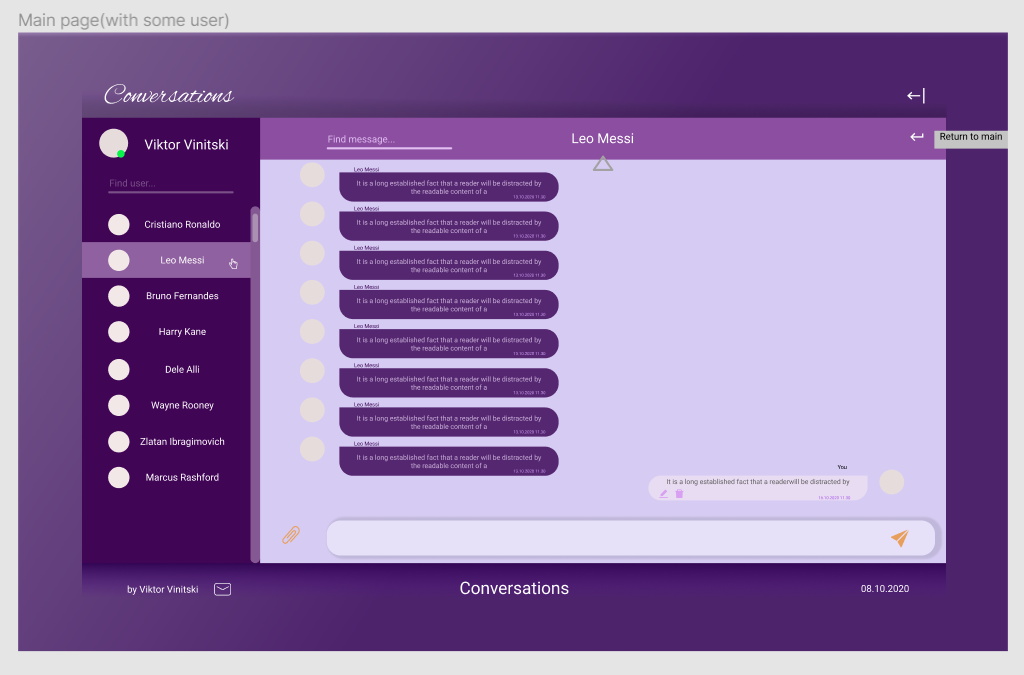 Main page(with some user)
Conversations
Viktor Vinitski
Find user...
Cristiano Ronaldo
Leo Messi
Bruno Fernandes
Harry Kane
Dele Alli
Wayne Rooney
Zlatan Ibragimovich
Marcus Rashford
Find message...
Leo Messi
Return to main
Leo Messi
It is a long established fact that a reader will be distracted by
the readable content of a
13.10.2020 11:30
Leo Messi
It is a long established fact that a reader will be distracted by
the readable content of a
13.10.2020 11:30
Leo Messi
It is a long established fact that a reader will be distracted by
the readable content of a
13.10.2020 11:30
Leo Messi
It is a long established fact that a reader will be distracted by
the readable content of a
13.10.2020 11:30
Leo Messi
It is a long established fact that a reader will be distracted by
the readable content of a
13.10.2020 11:30
Leo Messi
It is a long established fact that a reader will be distracted by
the readable content of a
13.10.2020 11:30
Leo Messi
It is a long established fact that a reader will be distracted by
the readable content of a
13.10.2020 11:30
Leo Messi
It is a long established fact that a reader will be distracted by
the readable content of a
13.10.2020 11:30
You
It is a long established fact that a readerwill be distracted by
by Viktor Vinitski
Conversations
08.10.2020